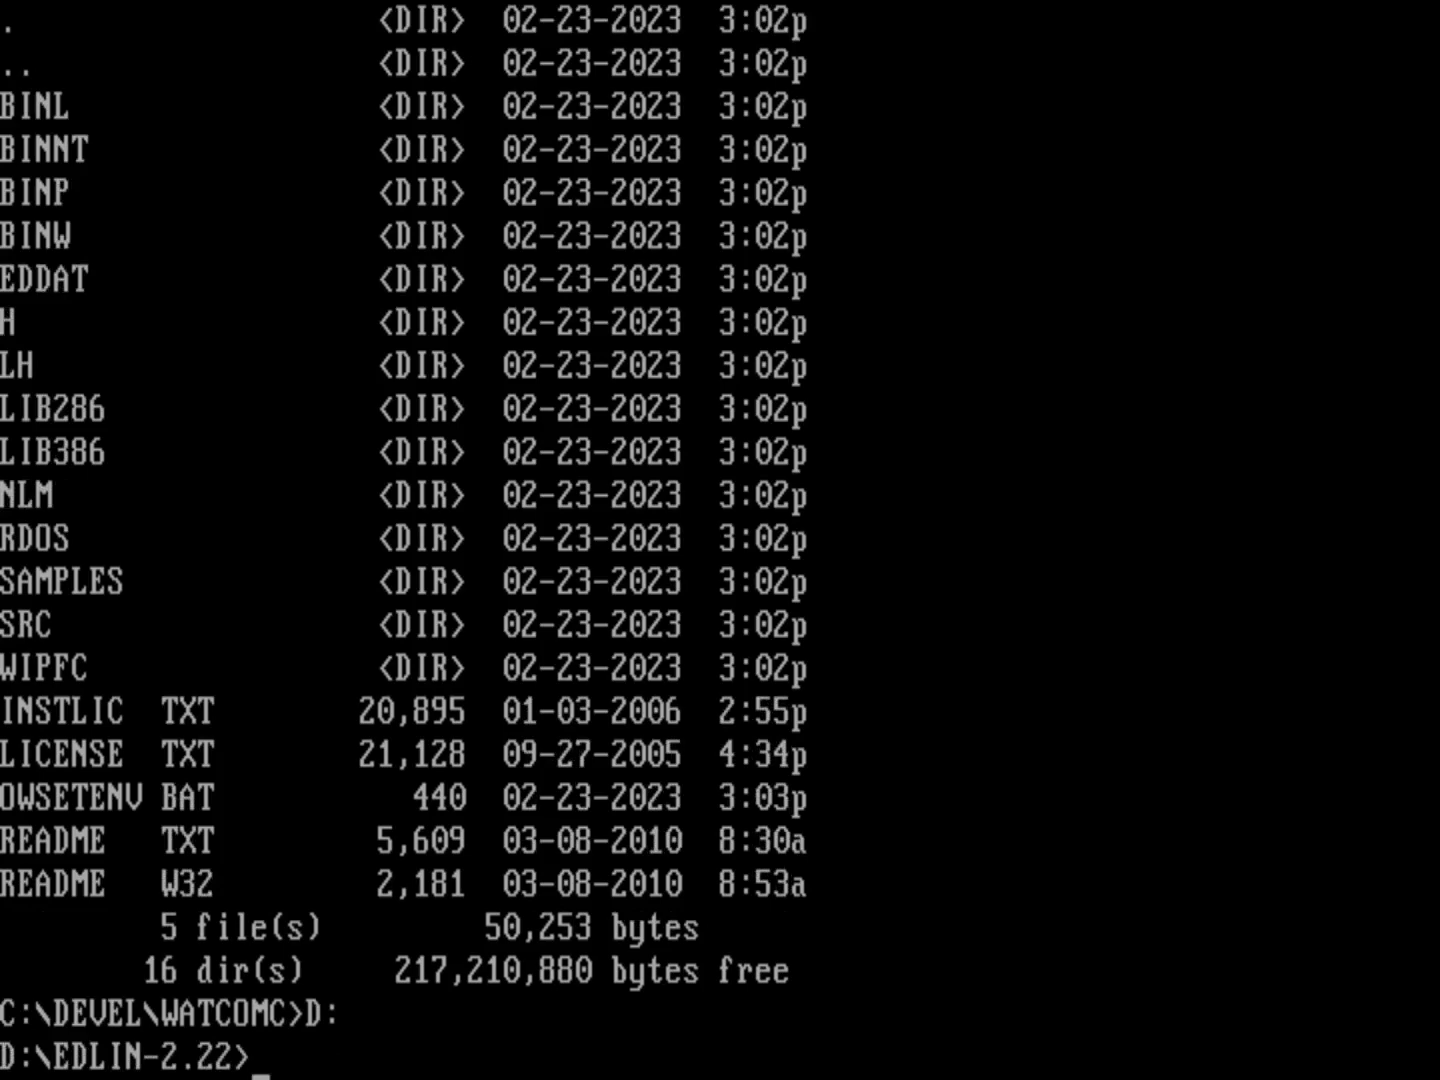 . <DIR> 02-23-2023 3:02p
.. <DIR> 02-23-2023 3:02p
BINL <DIR> 02-23-2023 3:02p
BINNT <DIR> 02-23-2023 3:02p
BINP <DIR> 02-23-2023 3:02p
BINW <DIR> 02-23-2023 3:02p
EDDAT <DIR> 02-23-2023 3:02p
H <DIR> 02-23-2023 3:02p
LH <DIR> 02-23-2023 3:02p
LIB286 <DIR> 02-23-2023 3:02p
LIB386 <DIR> 02-23-2023 3:02p
NLM <DIR> 02-23-2023 3:02p
RDOS <DIR> 02-23-2023 3:02p
SAMPLES <DIR> 02-23-2023 3:02p
SRC <DIR> 02-23-2023 3:02p
WIPFC <DIR> 02-23-2023 3:02p
INSTLIC TXT 20,895 01-03-2006 2:55p
LICENSE TXT 21,128 09-27-2005 4:34p
OWSETENV BAT 440 02-23-2023 3:03p
README TXT 5,609 03-08-2010 8:30a
README W32 2,181 03-08-2010 8:53a
5 file(s) 50,253 bytes
16 dir(s) 217,210,880 bytes free
C:\DEVEL\WATCOMC>D:
D:\EDLIN-2.22>_